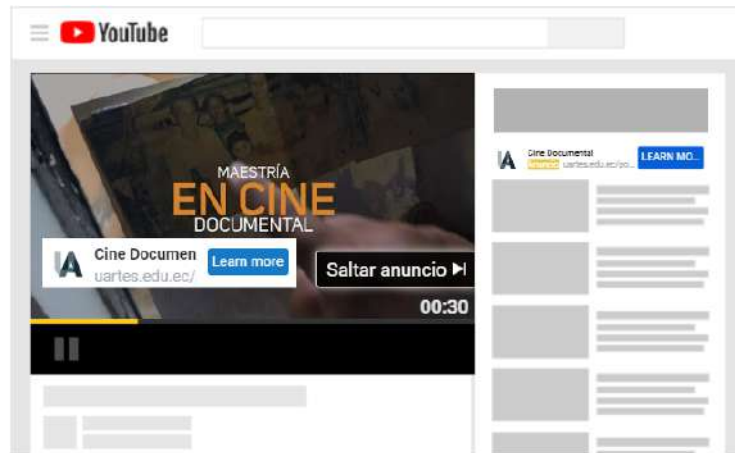 YouTube
MAESTRÍA
EN CINE
DOCUMENTAL
Cine Documen
uartes.edu.ec/
Learn more
Saltar anuncio
00:30
Cine Documental
Anuncio uartes.edu.ec/po...
LEARN MO...